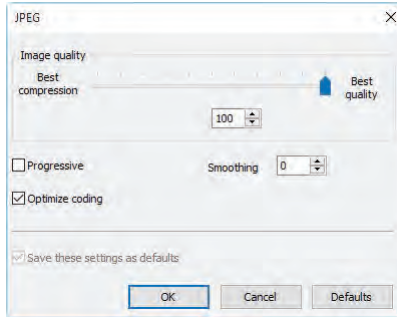 JPEG
Image quality
Best
compression
Best
quality
100
Progressive
Smoothing
0
Optimize coding
Save these settings as defaults
OK
Cancel
Defaults